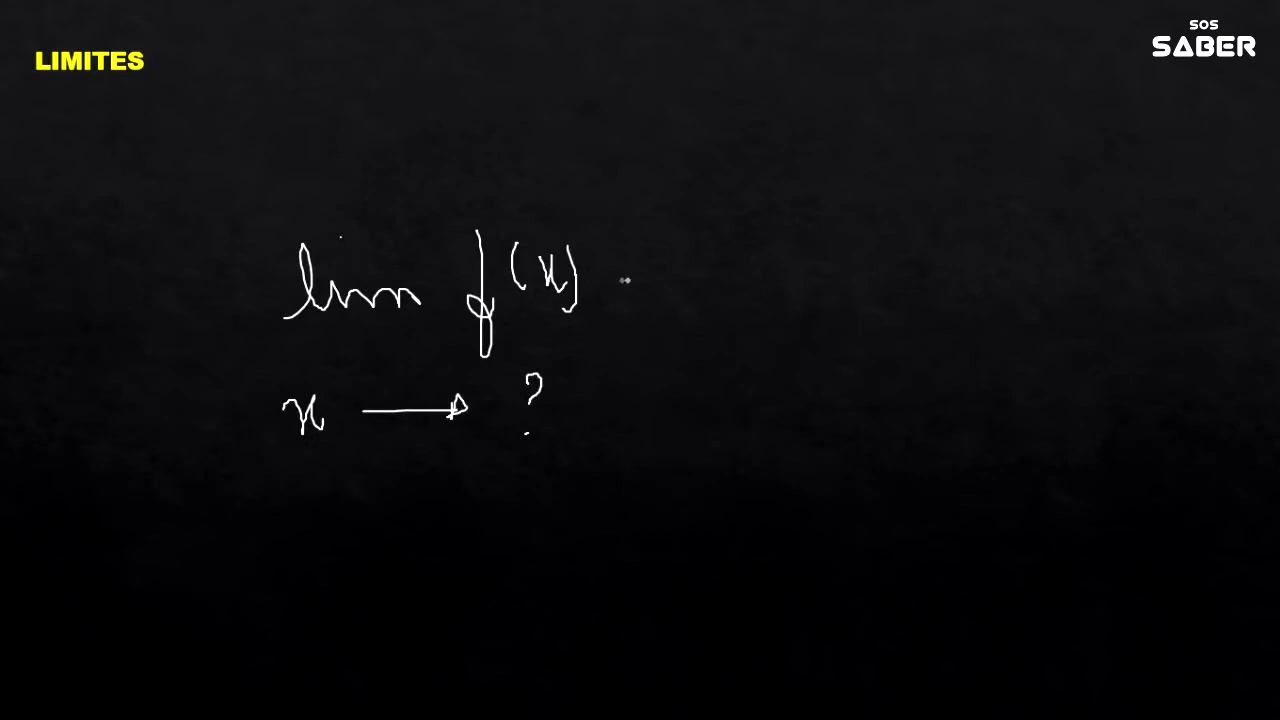 SOS
SABER
LIMITES
lim f(x)
x → ?